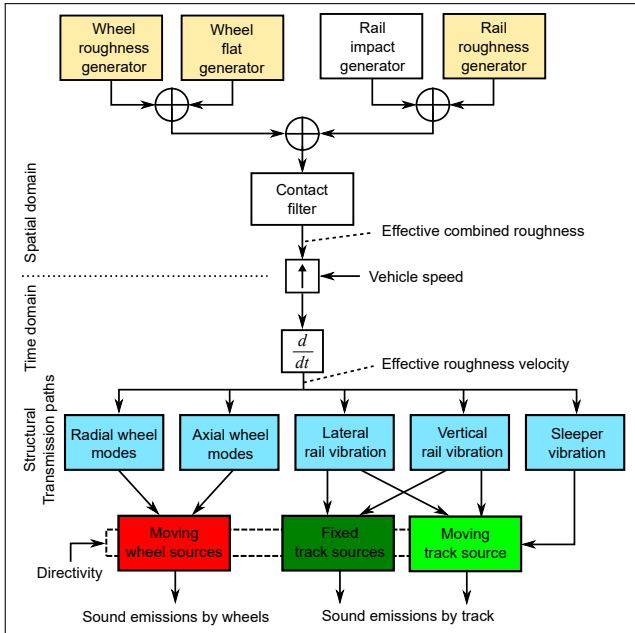 Wheel
roughness
generator
Wheel
flat
generator
Rail
impact
generator
Rail
roughness
generator
Spatial domain
Contact
filter
Effective combined roughness
Vehicle speed
Time domain
d
dt
Effective roughness velocity
Structural
Transmission paths
Radial wheel
modes
Axial wheel
modes
Lateral
rail vibration
Vertical
rail vibration
Sleeper
vibration
Moving
wheel sources
Fixed
track sources
Moving
track source
Directivity
Sound emissions by wheels
Sound emissions by track